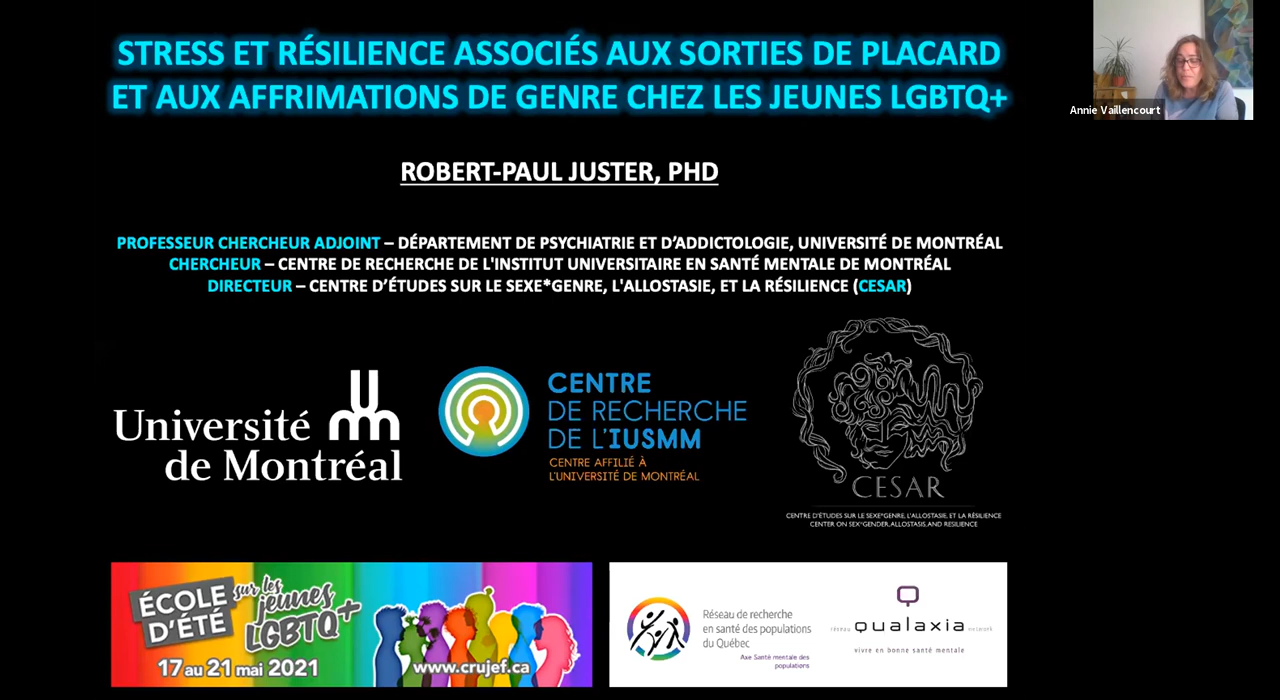 STRESS ET RÉSILIENCE ASSOCIÉS AUX SORTIES DE PLACARD
ET AUX AFFRIMATIONS DE GENRE CHEZ LES JEUNES LGBTQ+
Annie Vaillencourt
ROBERT-PAUL JUSTER, PHD
PROFESSEUR CHERCHEUR ADJOINT – DÉPARTEMENT DE PSYCHIATRIE ET D’ADDICTOLOGIE, UNIVERSITÉ DE MONTRÉAL
CHERCHEUR – CENTRE DE RECHERCHE DE L'INSTITUT UNIVERSITAIRE EN SANTÉ MENTALE DE MONTRÉAL
DIRECTEUR – CENTRE D’ÉTUDES SUR LE SEXE*GENRE, L'ALLOSTASIE, ET LA RÉSILIENCE (CESAR)
Université
de Montréal
CENTRE
DE RECHERCHE
DE L’IUSMM
CENTRE AFFILIÉ À
L’UNIVERSITÉ DE MONTRÉAL
CESAR
CENTRE D'ÉTUDES SUR LE SEXE*GENRE, L'ALLOSTASIE, ET LA RÉSILIENCE
CENTER ON SEX*GENDER, ALLOSTASIS, AND RESILIENCE
ÉCOLE
D’ÉTÉ
sur les
jeunes
LGBTQ+
17 au 21 mai 2021
www.crujef.ca
Réseau de recherche
en santé des populations
du Québec
Axe Santé mentale des
populations
réseau qualaxia network
vivre en bonne santé mentale